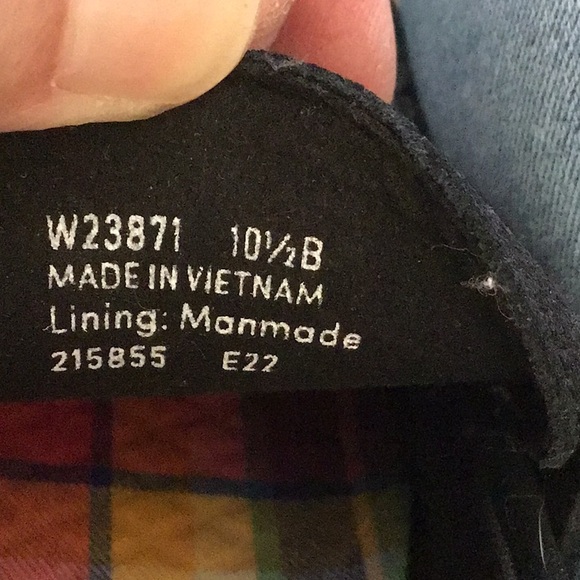 W23871 10½B
MADE IN VIETNAM
Lining: Manmade
215855 E22